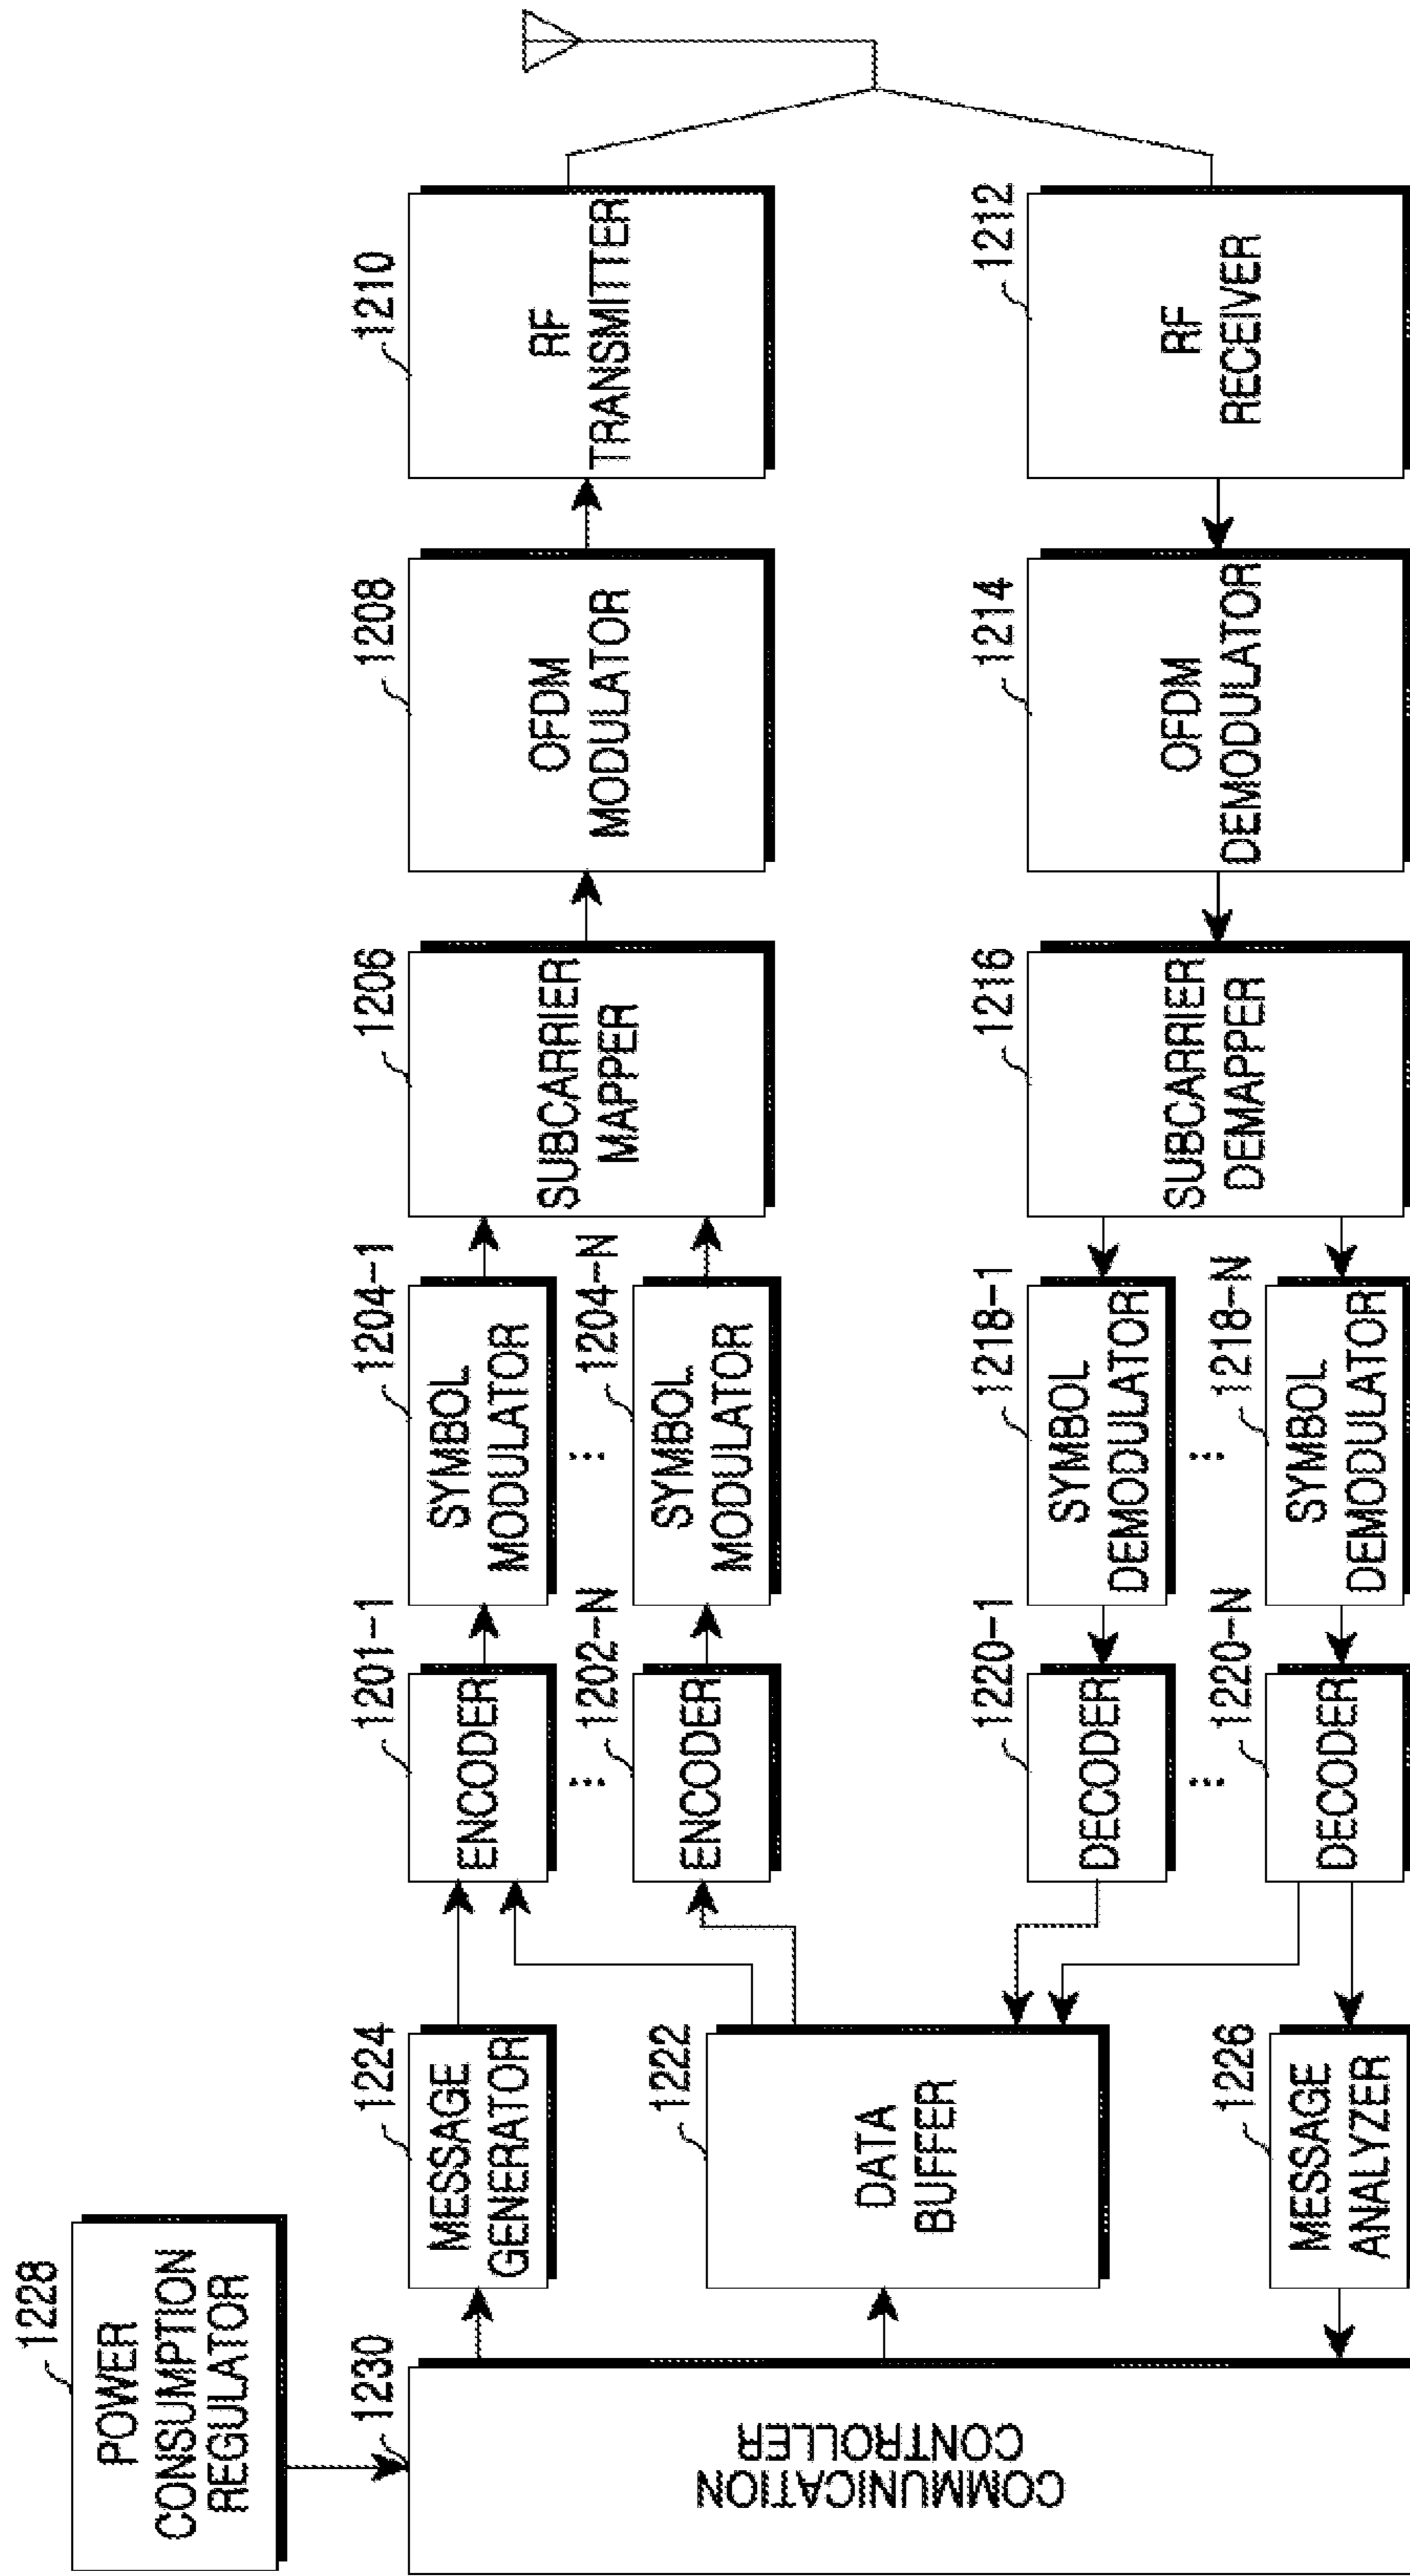 POWER
CONSUMPTION
REGULATOR
1228
COMMUNICATION
CONTROLLER
1230
MESSAGE
GENERATOR
1224
DATA
BUFFER
1222
MESSAGE
ANALYZER
1226
ENCODER
1201-1
⋮
ENCODER
1202-N
SYMBOL
MODULATOR
1204-1
⋮
SYMBOL
MODULATOR
1204-N
SUBCARRIER
MAPPER
1206
OFDM
MODULATOR
1208
RF
TRANSMITTER
1210
DECODER
1220-1
⋮
DECODER
1220-N
SYMBOL
DEMODULATOR
1218-1
⋮
SYMBOL
DEMODULATOR
1218-N
SUBCARRIER
DEMAPPER
1216
OFDM
DEMODULATOR
1214
RF
RECEIVER
1212